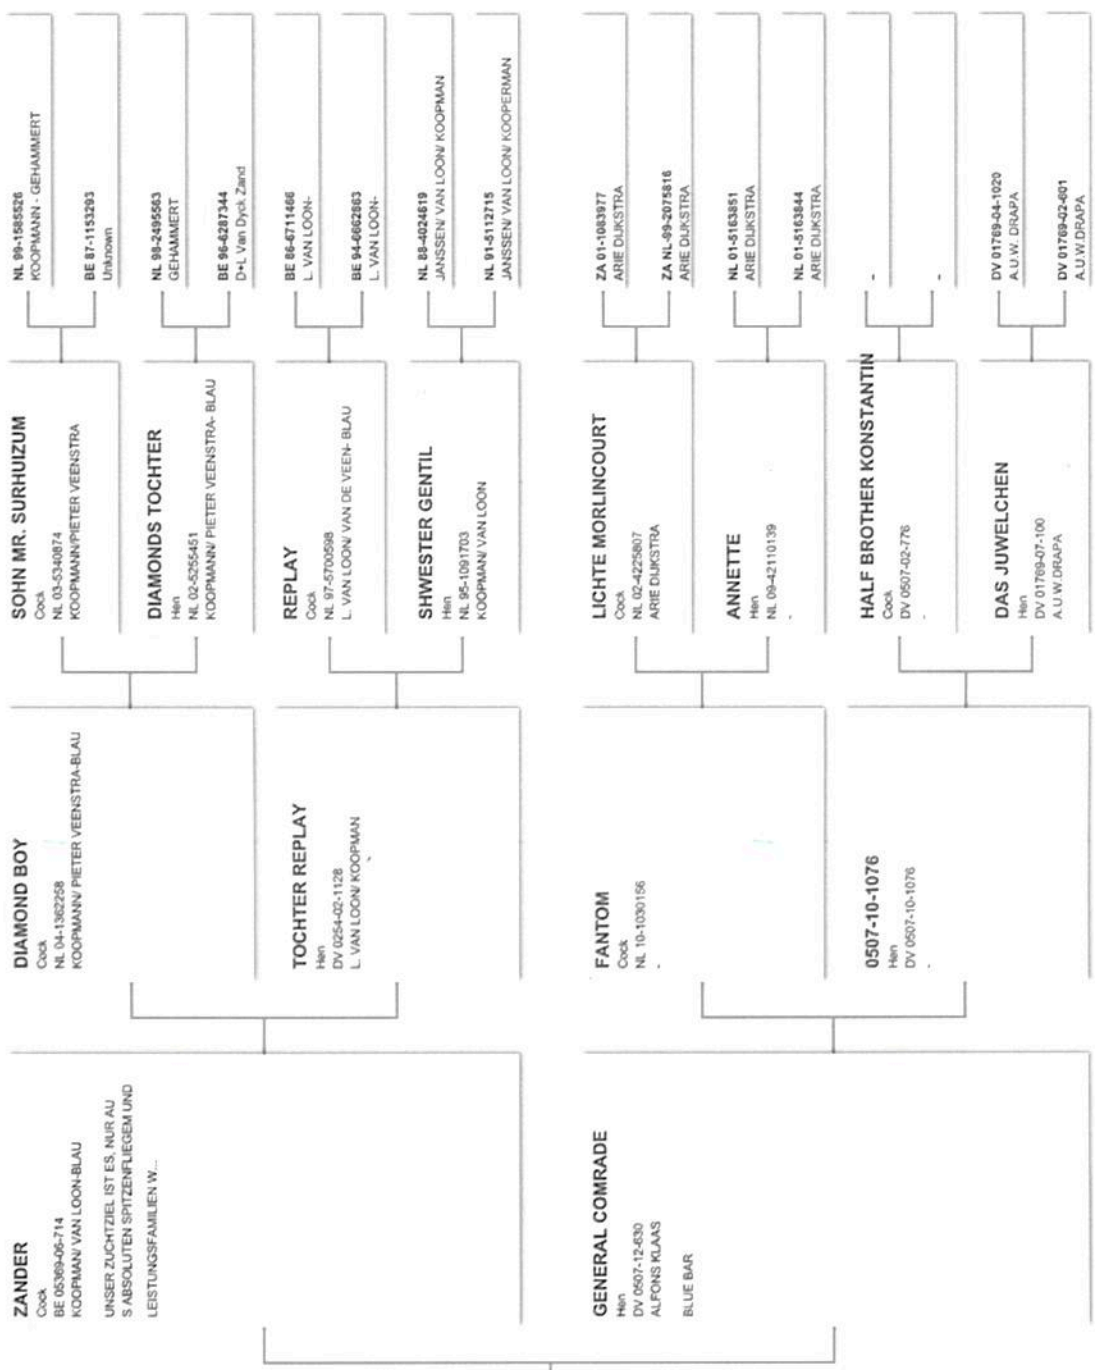 ZANDER
Cock
BE 05369-06-714
KOOPMAN/ VAN LOON-BLAU
UNSER ZUCHTZIEL IST ES, NUR AU
S ABSOLUTEN SPITZENFLIEGEM UND
LEISTUNGSFAMILIEN W...
GENERAL COMRADE
Hen
DV 0507-12-630
ALFONS KLAAS
BLUE BAR
DIAMOND BOY
Cock
NL 04-1362258
KOOPMANN/ PIETER VEENSTRA-BLAU
TOCHTER REPLAY
Hen
DV 0254-02-1128
L. VAN LOON/ KOOPMAN
FANTOM
Cock
NL 10-1030156
-
0507-10-1076
Hen
DV 0507-10-1076
-
SOHN MR. SURHUIZUM
Cock
NL 03-5340874
KOOPMANN/PIETER VEENSTRA
DIAMONDS TOCHTER
Hen
NL 02-5255451
KOOPMANN/ PIETER VEENSTRA- BLAU
REPLAY
Cock
NL 97-5700598
L. VAN LOON/ VAN DE VEEN- BLAU
SHWESTER GENTIL
Hen
NL 95-1091703
KOOPMAN/ VAN LOON
LICHTE MORLINCOURT
Cock
NL 02-4225807
ARIE DIJKSTRA
ANNETTE
Hen
NL 09-42110139
-
HALF BROTHER KONSTANTIN
Cock
DV 0507-02-776
-
DAS JUWELCHEN
Hen
DV 01769-07-100
A.U.W.DRAPA
NL 99-1585526
KOOPMANN - GEHAMMERT
BE 87-1153293
Unknown
NL 98-2495563
GEHAMMERT
BE 96-6287344
D+L Van Dyck Zand
BE 86-6711466
L. VAN LOON-
BE 94-6662863
L. VAN LOON-
NL 88-4024519
JANSSEN/ VAN LOON/ KOOPMAN
NL 91-5112715
JANSSEN/ VAN LOON/ KOOPERMAN
ZA 01-1083977
ARIE DIJKSTRA
ZA NL-99-2075816
ARIE DIJKSTRA
NL 01-5163851
ARIE DIJKSTRA
NL 01-5163844
ARIE DIJKSTRA
-
-
DV 01769-04-1020
A.U.W. DRAPA
DV 01769-02-601
A.U.W.DRAPA